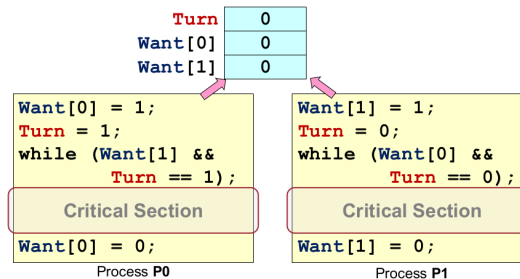 Turn 0
Want[0] 0
Want[1] 0
Want[0] = 1;
Turn = 1;
while (Want[1] &&
Turn == 1);
Critical Section
Want[0] = 0;
Process P0
Want[1] = 1;
Turn = 0;
while (Want[0] &&
Turn == 0);
Critical Section
Want[1] = 0;
Process P1